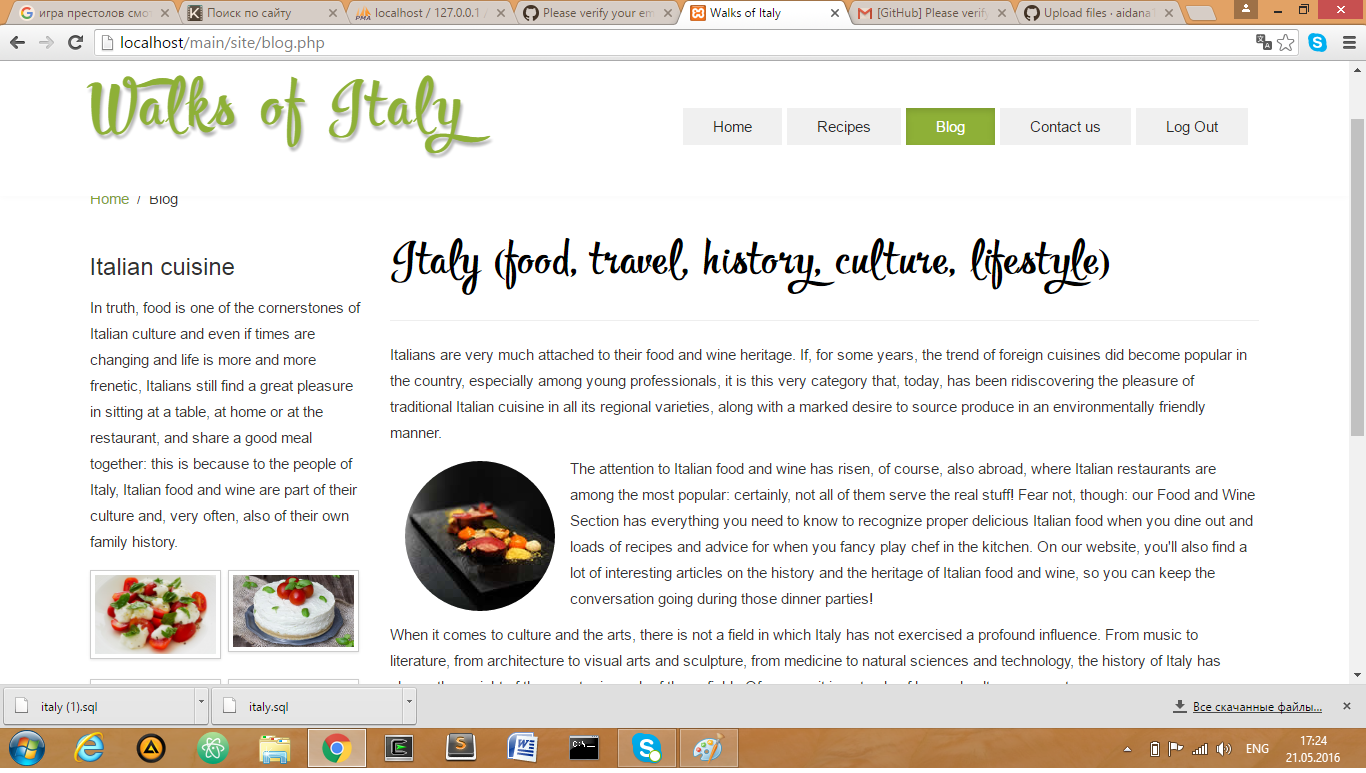 игра престолов смо
Поиск по сайту
localhost / 127.0.0.1 /
Please verify your em
Walks of Italy
[GitHub] Please verify
Upload files · aidana
localhost/main/site/blog.php
Walks of Italy
Home
Recipes
Blog
Contact us
Log Out
Home / Blog
Italian cuisine
In truth, food is one of the cornerstones of
Italian culture and even if times are
changing and life is more and more
frenetic, Italians still find a great pleasure
in sitting at a table, at home or at the
restaurant, and share a good meal
together: this is because to the people of
Italy, Italian food and wine are part of their
culture and, very often, also of their own
family history.
Italy (food, travel, history, culture, lifestyle)
Italians are very much attached to their food and wine heritage. If, for some years, the trend of foreign cuisines did become popular in
the country, especially among young professionals, it is this very category that, today, has been ridiscovering the pleasure of
traditional Italian cuisine in all its regional varieties, along with a marked desire to source produce in an environmentally friendly
manner.
The attention to Italian food and wine has risen, of course, also abroad, where Italian restaurants are
among the most popular: certainly, not all of them serve the real stuff! Fear not, though: our Food and Wine
Section has everything you need to know to recognize proper delicious Italian food when you dine out and
loads of recipes and advice for when you fancy play chef in the kitchen. On our website, you'll also find a
lot of interesting articles on the history and the heritage of Italian food and wine, so you can keep the
conversation going during those dinner parties!
When it comes to culture and the arts, there is not a field in which Italy has not exercised a profound influence. From music to
literature, from architecture to visual arts and sculpture, from medicine to natural sciences and technology, the history of Italy has
italy (1).sql
italy.sql
Все скачанные файлы...
ENG
17:24
21.05.2016